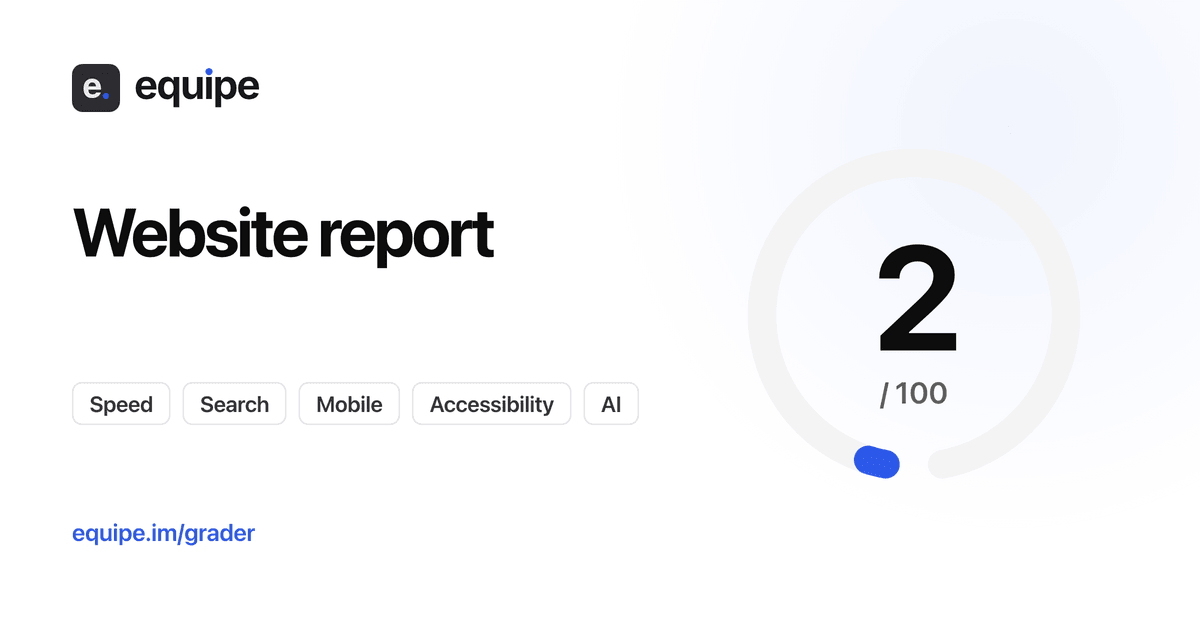 e. equipe
Website report
2
/ 100
Speed Search Mobile Accessibility AI
equipe.im/grader